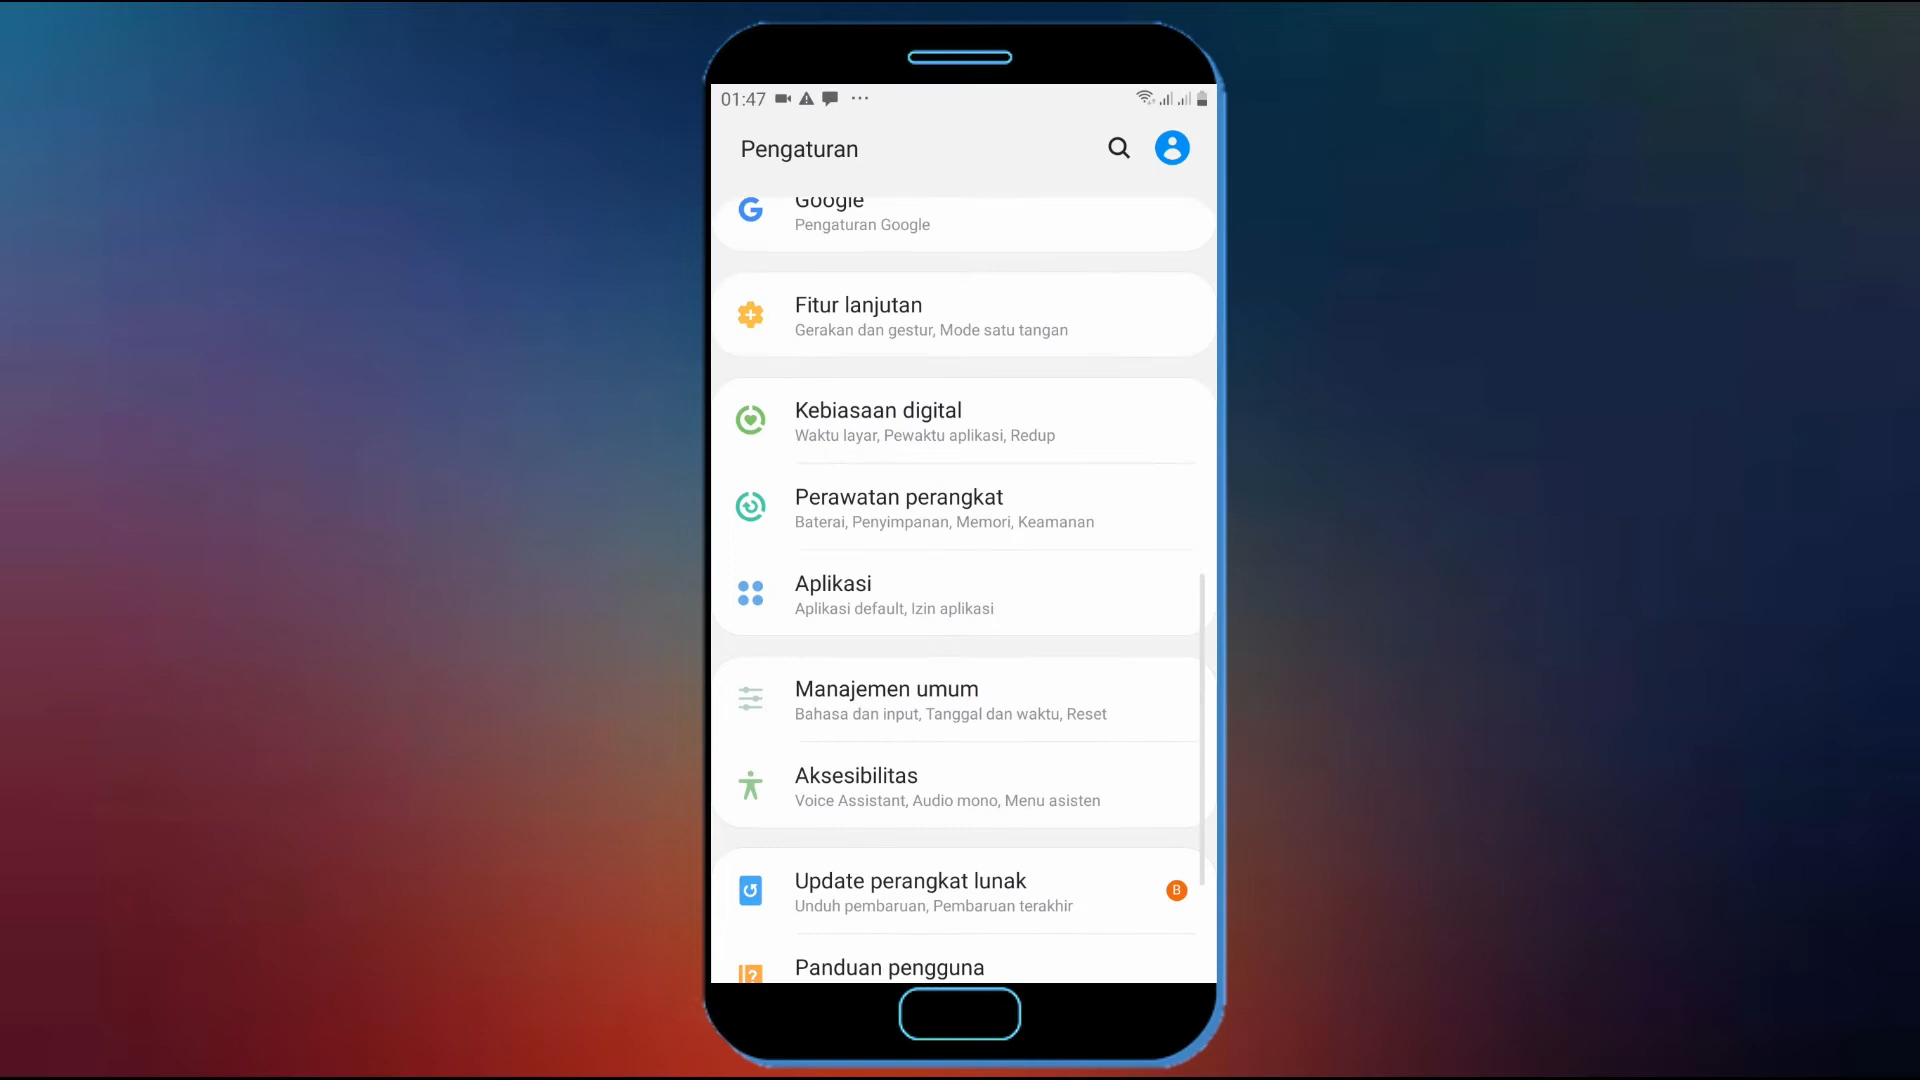 01:47
Pengaturan
Google
Pengaturan Google
Fitur lanjutan
Gerakan dan gestur, Mode satu tangan
Kebiasaan digital
Waktu layar, Pewaktu aplikasi, Redup
Perawatan perangkat
Baterai, Penyimpanan, Memori, Keamanan
Aplikasi
Aplikasi default, Izin aplikasi
Manajemen umum
Bahasa dan input, Tanggal dan waktu, Reset
Aksesibilitas
Voice Assistant, Audio mono, Menu asisten
Update perangkat lunak
B
Unduh pembaruan, Pembaruan terakhir
Panduan pengguna